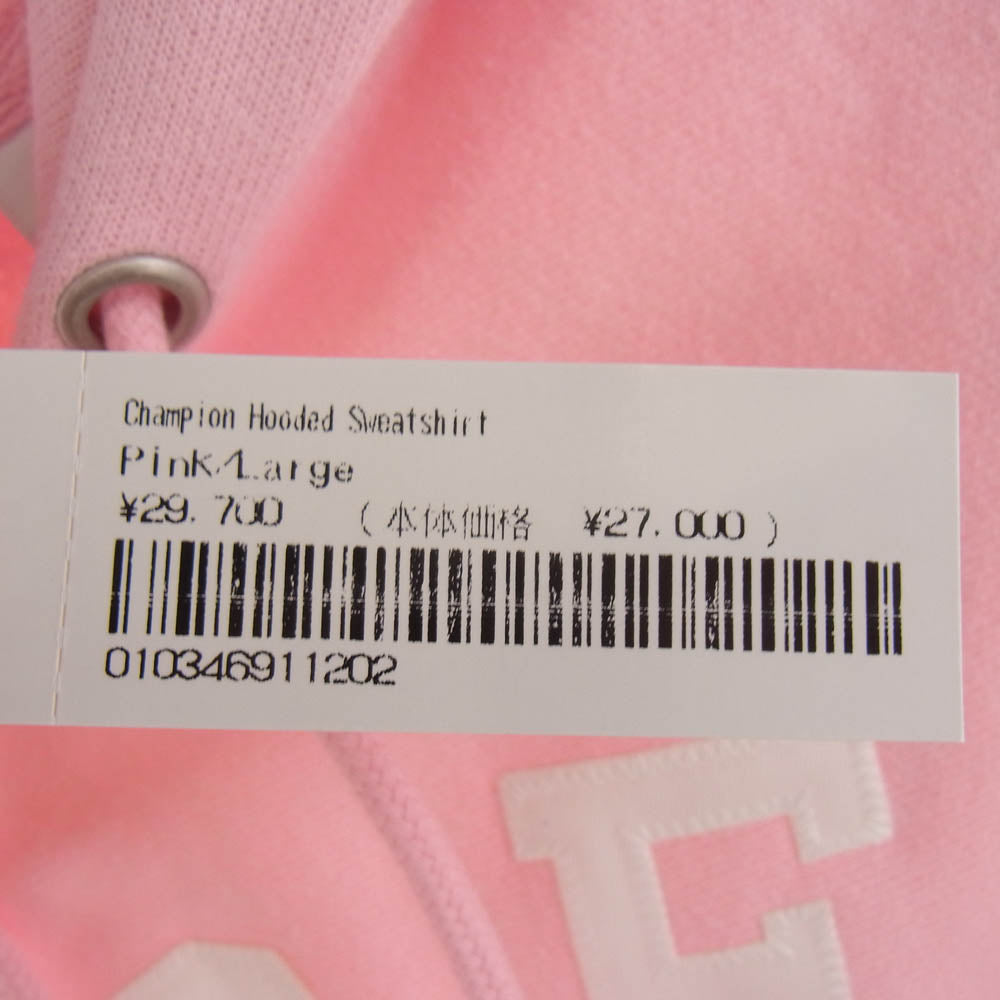 Champion Hooded Sweatshirt
Pink/Large
¥29.700 (本体価格 ¥27.000)
010346911202
E